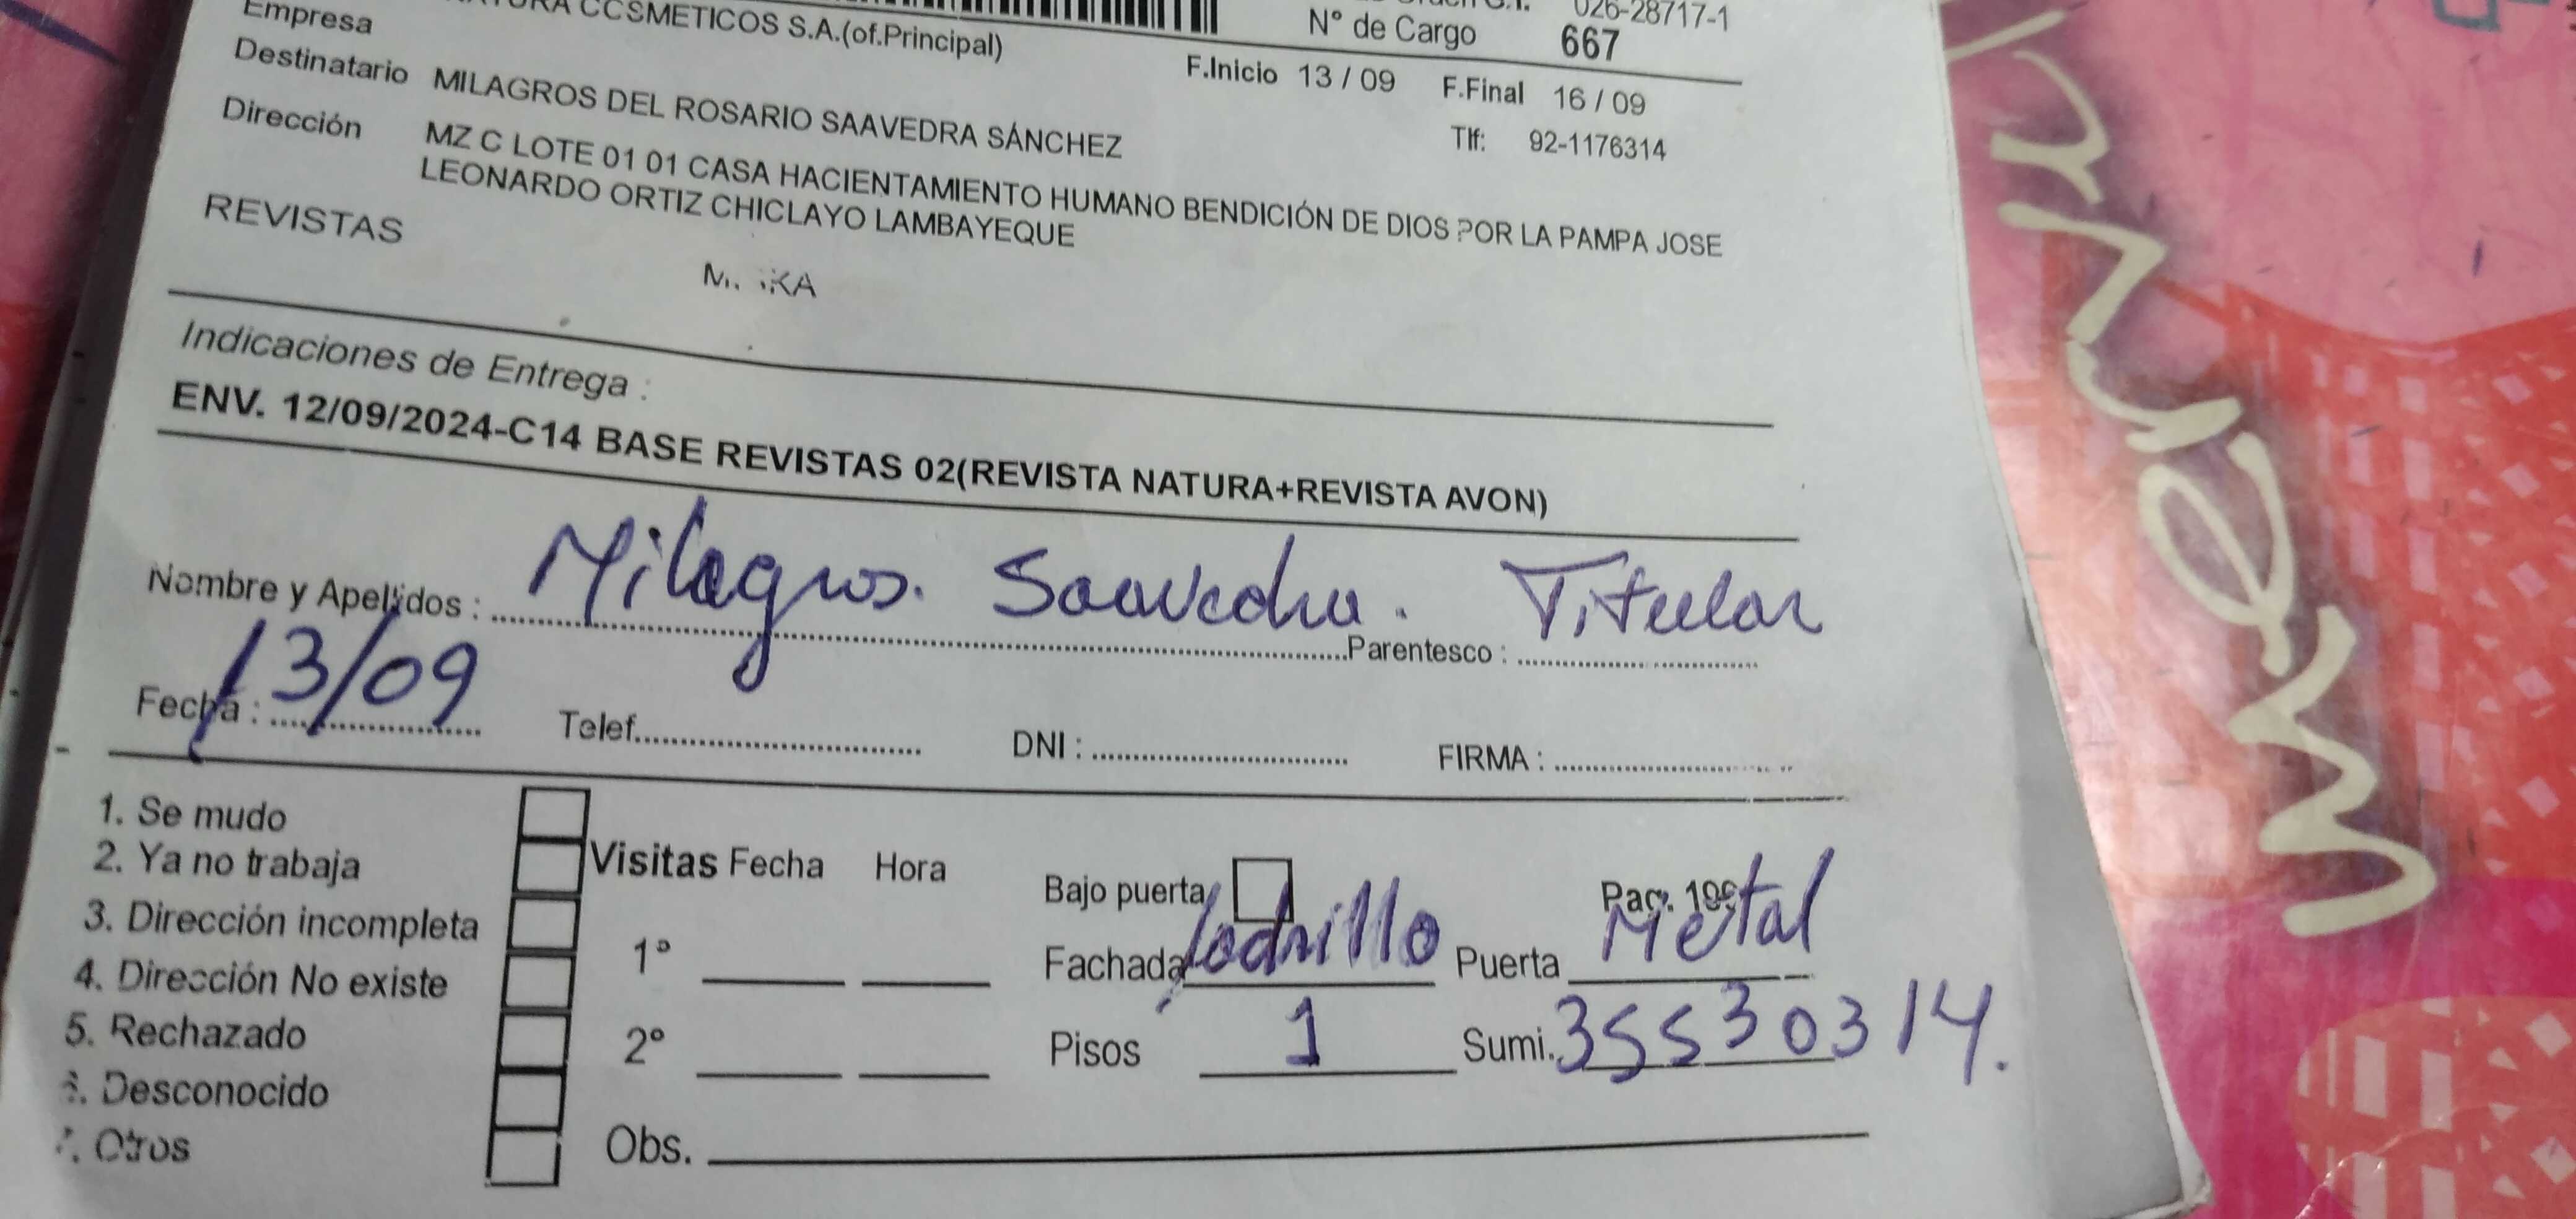 Empresa COSMETICOS S.A.(of.Principal)
026-28717-1
N° de Cargo 667
F.Inicio 13 / 09 F.Final 16 / 09
Destinatario MILAGROS DEL ROSARIO SAAVEDRA SÁNCHEZ
Tlf: 92-1176314
Dirección MZ C LOTE 01 01 CASA HACIENTAMIENTO HUMANO BENDICIÓN DE DIOS POR LA PAMPA JOSE
LEONARDO ORTIZ CHICLAYO LAMBAYEQUE
REVISTAS
Indicaciones de Entrega :
ENV. 12/09/2024-C14 BASE REVISTAS 02(REVISTA NATURA+REVISTA AVON)
Nombre y Apellidos : Milagros. Saavedra. Parentesco : Titular
Fecha : 13/09 Telef. DNI : FIRMA :
1. Se mudo
2. Ya no trabaja
3. Dirección incompleta
4. Dirección No existe
5. Rechazado
Desconocido
Otros
Visitas Fecha Hora
1°
2°
Obs.
Bajo puerta Pag.
Fachada ladrillo Puerta Metal
Pisos 1 Sumi. 35530314.